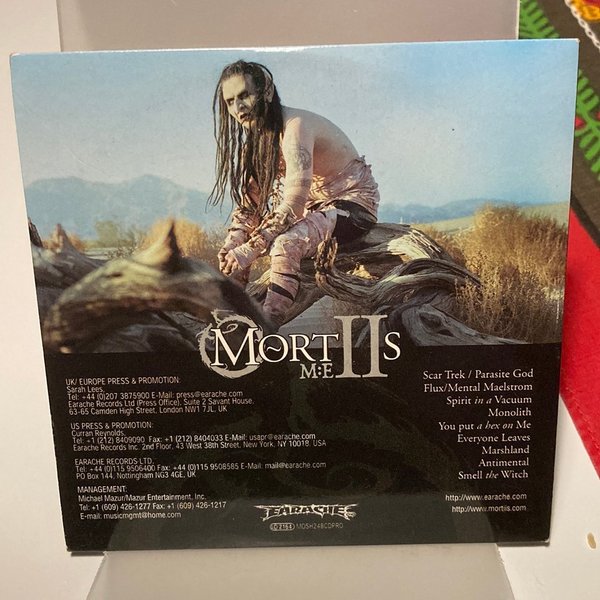 MORTIIS
M:E
UK/ EUROPE PRESS & PROMOTION:
Sarah Lees.
Tel: +44 (0)207 3875900 E-Mail: press@earache.com
Earache Records Ltd (Press Office). Suite 2 Savant House.
63-65 Camden High Street, London NW1 7JL. UK
US PRESS & PROMOTION:
Curran Reynolds.
Tel: +1 (212) 8409090 Fax: +1 (212) 8404033 E-Mail: usapr@earache.com
Earache Records Inc. 2nd Floor, 43 West 38th Street, New York, NY 10018. USA
EARACHE RECORDS LTD.
Tel: +44 (0)115 9506400 Fax: +44 (0)115 9508585 E-Mail: mail@earache.com
PO Box 144, Nottingham NG3 4GE, UK
MANAGEMENT:
Michael Mazur/Mazur Entertainment, Inc.
Tel: +1 (609) 426-1277 Fax: +1 (609) 426-1217
E-mail: musicmgmt@home.com
Scar Trek / Parasite God
Flux/Mental Maelstrom
Spirit in a Vacuum
Monolith
You put a hex on Me
Everyone Leaves
Marshland
Antimental
Smell the Witch
http://www.earache.com
http://www.mortiis.com
EARACHE
MOSH248CDPRO